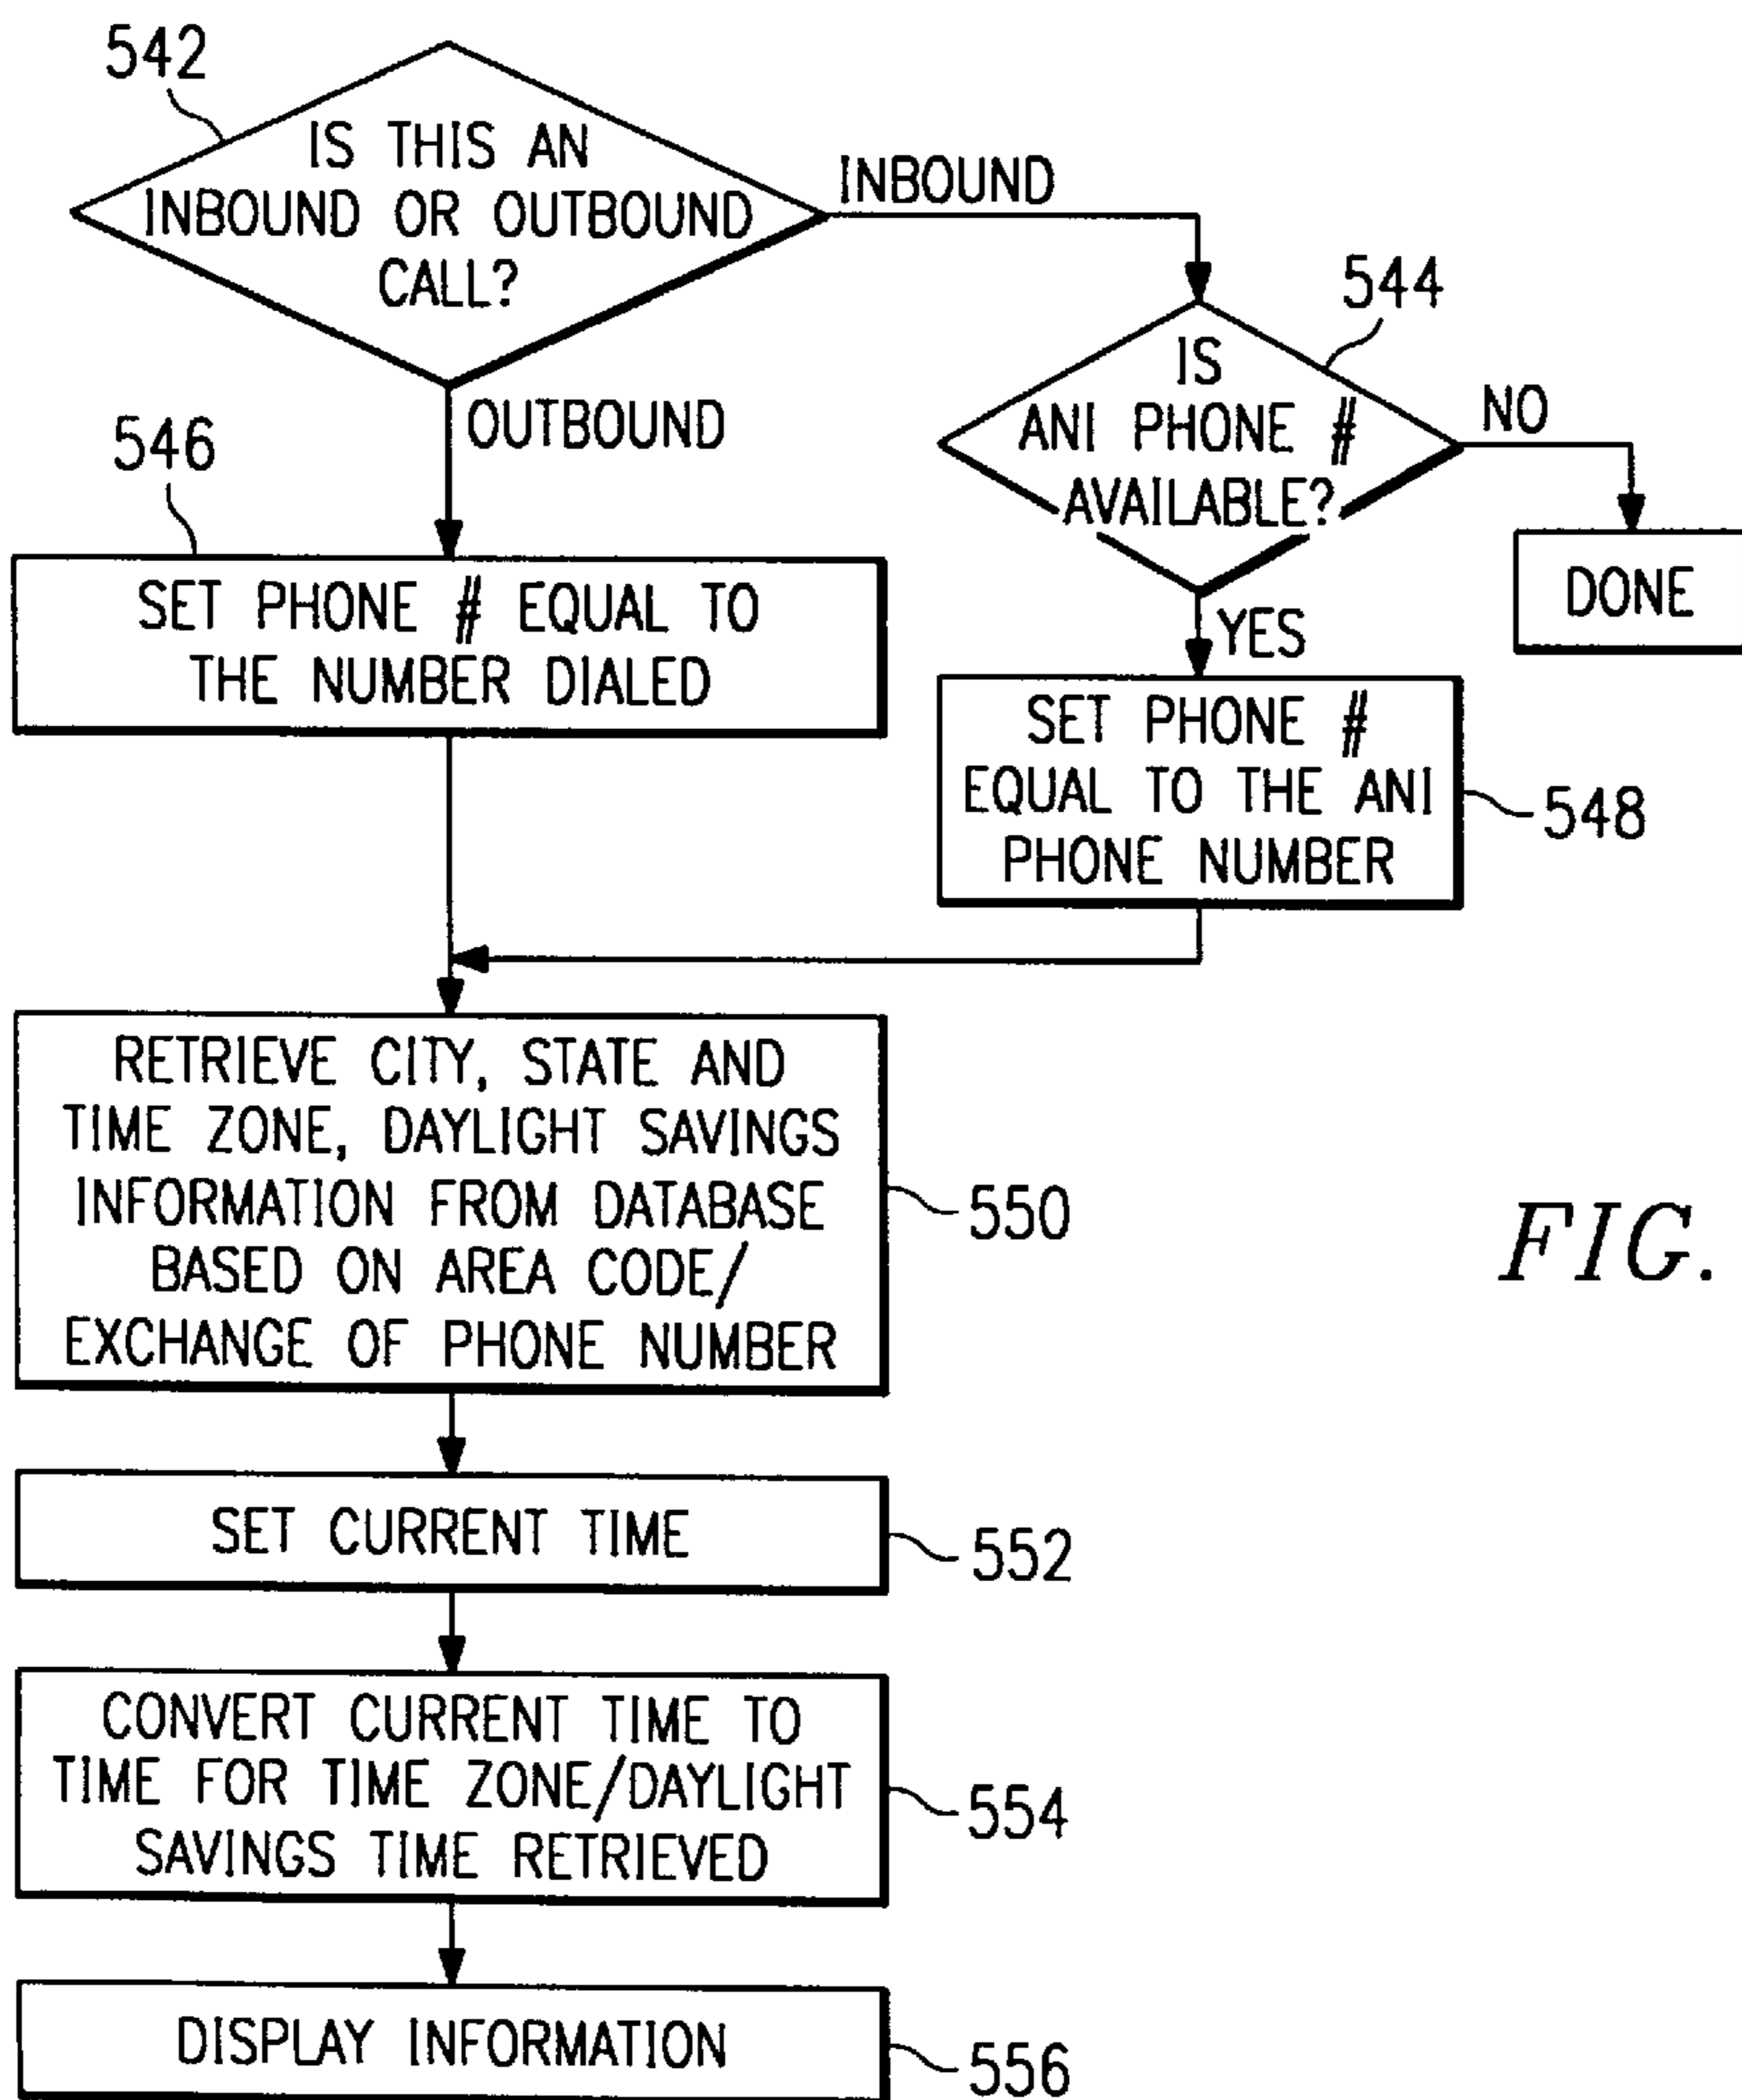 542
IS THIS AN
INBOUND OR OUTBOUND
CALL?
INBOUND
OUTBOUND
544
IS
ANI PHONE #
AVAILABLE?
NO
DONE
YES
546
SET PHONE # EQUAL TO
THE NUMBER DIALED
SET PHONE #
EQUAL TO THE ANI
PHONE NUMBER
548
RETRIEVE CITY, STATE AND
TIME ZONE, DAYLIGHT SAVINGS
INFORMATION FROM DATABASE
BASED ON AREA CODE/
EXCHANGE OF PHONE NUMBER
550
FIG.
SET CURRENT TIME
552
CONVERT CURRENT TIME TO
TIME FOR TIME ZONE/DAYLIGHT
SAVINGS TIME RETRIEVED
554
DISPLAY INFORMATION
556